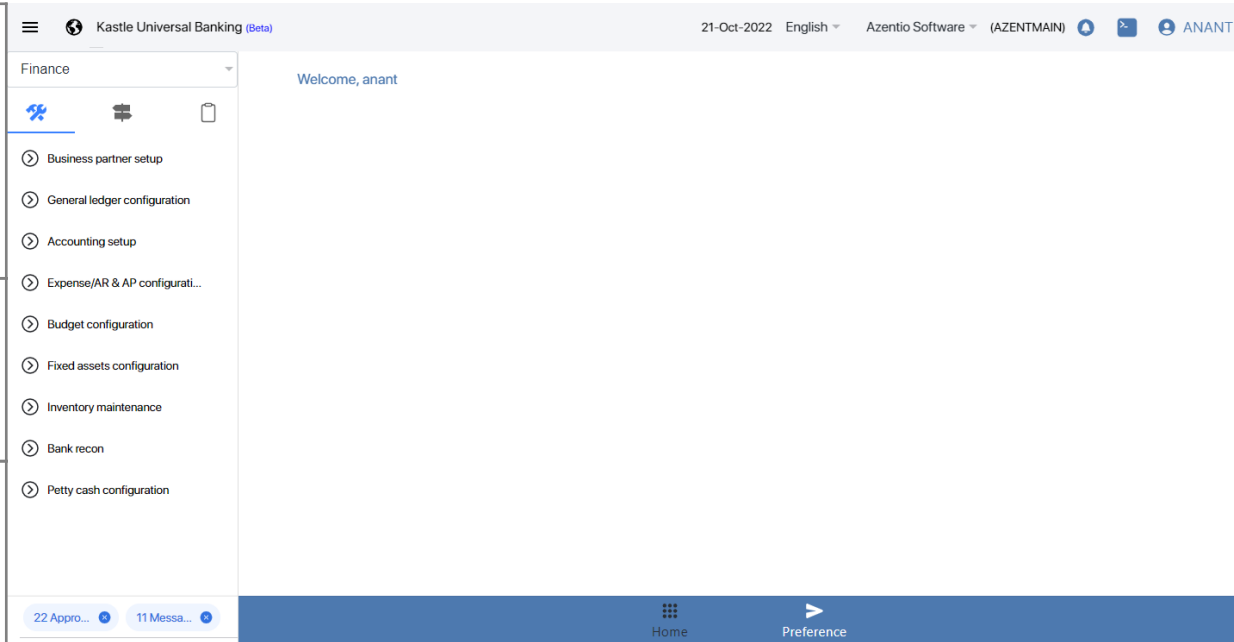 Kastle Universal Banking (Beta)
21-Oct-2022 English Azentio Software (AZENTMAIN) ANANT
Finance
Welcome, anant
Business partner setup
General ledger configuration
Accounting setup
Expense/AR & AP configurati...
Budget configuration
Fixed assets configuration
Inventory maintenance
Bank recon
Petty cash configuration
22 Appro... 11 Messa...
Home Preference